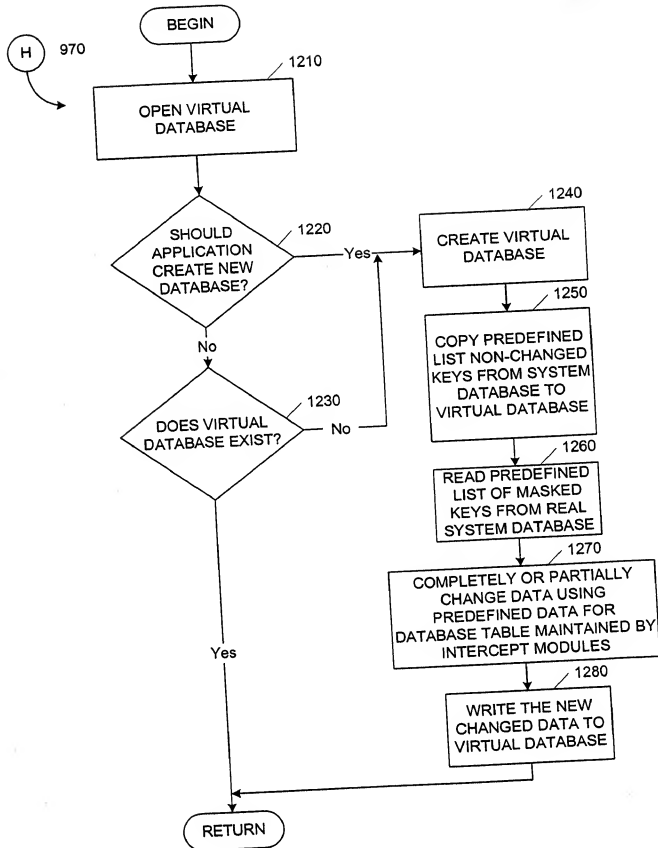 BEGIN
H
970
1210
OPEN VIRTUAL
DATABASE
1220
SHOULD
APPLICATION
CREATE NEW
DATABASE?
Yes
No
1230
DOES VIRTUAL
DATABASE EXIST?
No
Yes
1240
CREATE VIRTUAL
DATABASE
1250
COPY PREDEFINED
LIST NON-CHANGED
KEYS FROM SYSTEM
DATABASE TO
VIRTUAL DATABASE
1260
READ PREDEFINED
LIST OF MASKED
KEYS FROM REAL
SYSTEM DATABASE
1270
COMPLETELY OR PARTIALLY
CHANGE DATA USING
PREDEFINED DATA FOR
DATABASE TABLE MAINTAINED BY
INTERCEPT MODULES
1280
WRITE THE NEW
CHANGED DATA TO
VIRTUAL DATABASE
RETURN